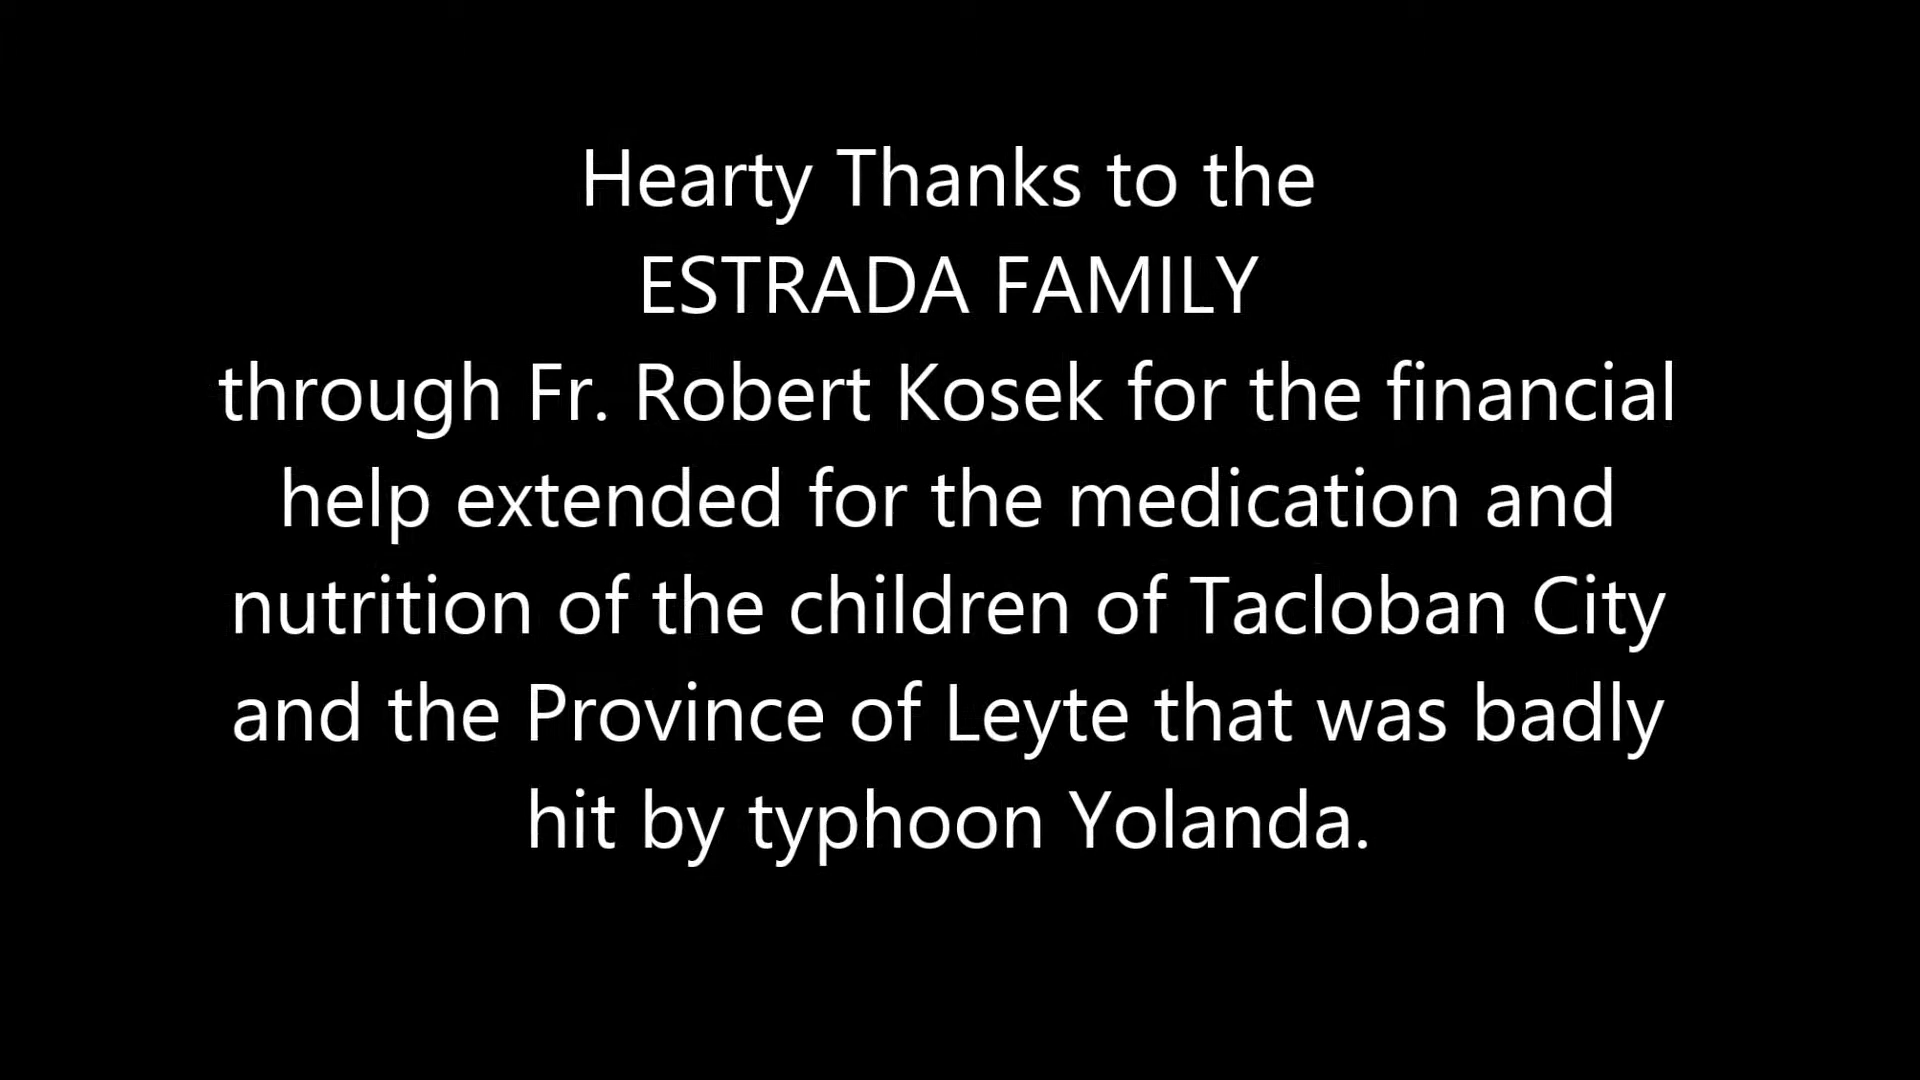 Hearty Thanks to the
ESTRADA FAMILY
through Fr. Robert Kosek for the financial
help extended for the medication and
nutrition of the children of Tacloban City
and the Province of Leyte that was badly
hit by typhoon Yolanda.